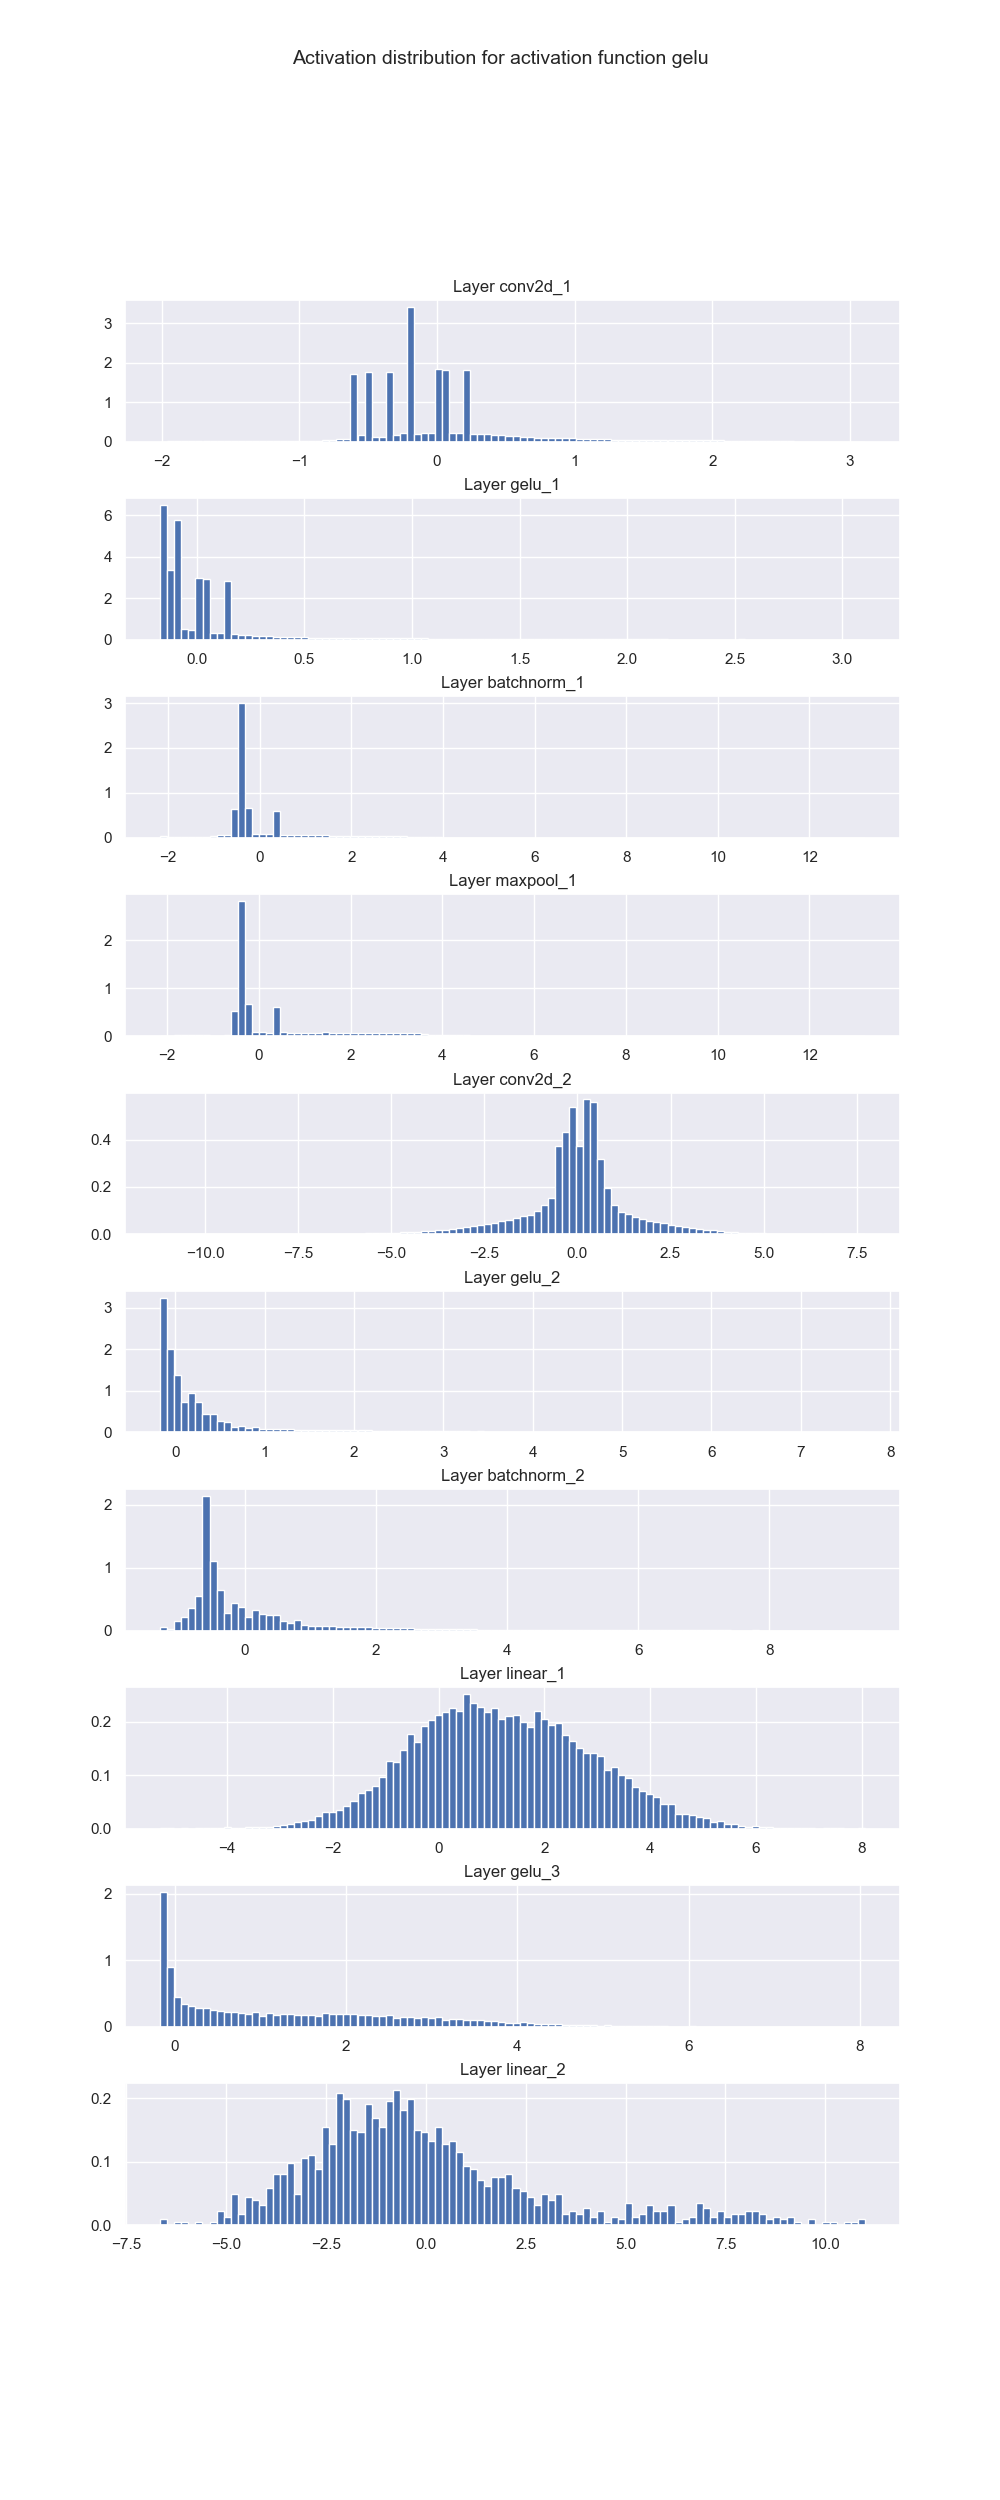 Activation distribution for activation function gelu
Layer conv2d_1
3
2
1
0
−2 −1 0 1 2 3
Layer gelu_1
6
4
2
0
0.0 0.5 1.0 1.5 2.0 2.5 3.0
Layer batchnorm_1
3
2
1
0
−2 0 2 4 6 8 10 12
Layer maxpool_1
2
1
0
−2 0 2 4 6 8 10 12
Layer conv2d_2
0.4
0.2
0.0
−10.0 −7.5 −5.0 −2.5 0.0 2.5 5.0 7.5
Layer gelu_2
3
2
1
0
0 1 2 3 4 5 6 7 8
Layer batchnorm_2
2
1
0
0 2 4 6 8
Layer linear_1
0.2
0.1
0.0
−4 −2 0 2 4 6 8
Layer gelu_3
2
1
0
0 2 4 6 8
Layer linear_2
0.2
0.1
0.0
−7.5 −5.0 −2.5 0.0 2.5 5.0 7.5 10.0